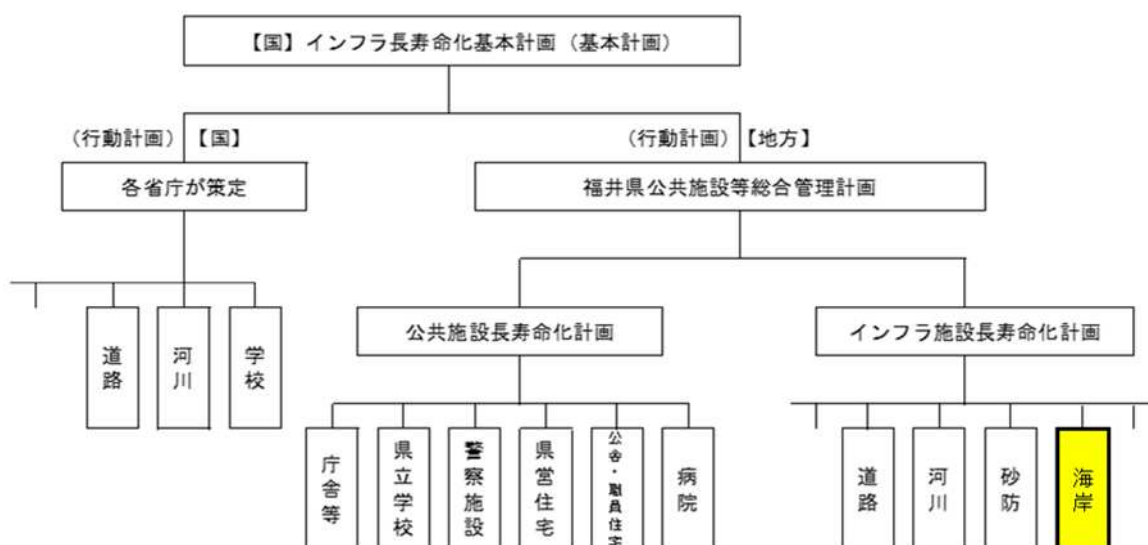 【国】インフラ長寿命化基本計画（基本計画）
（行動計画）【国】
（行動計画）【地方】
各省庁が策定
福井県公共施設等総合管理計画
道路
河川
学校
公共施設長寿命化計画
インフラ施設長寿命化計画
庁舎等
県立学校
警察施設
県営住宅
公舎・職員住宅
病院
道路
河川
砂防
海岸